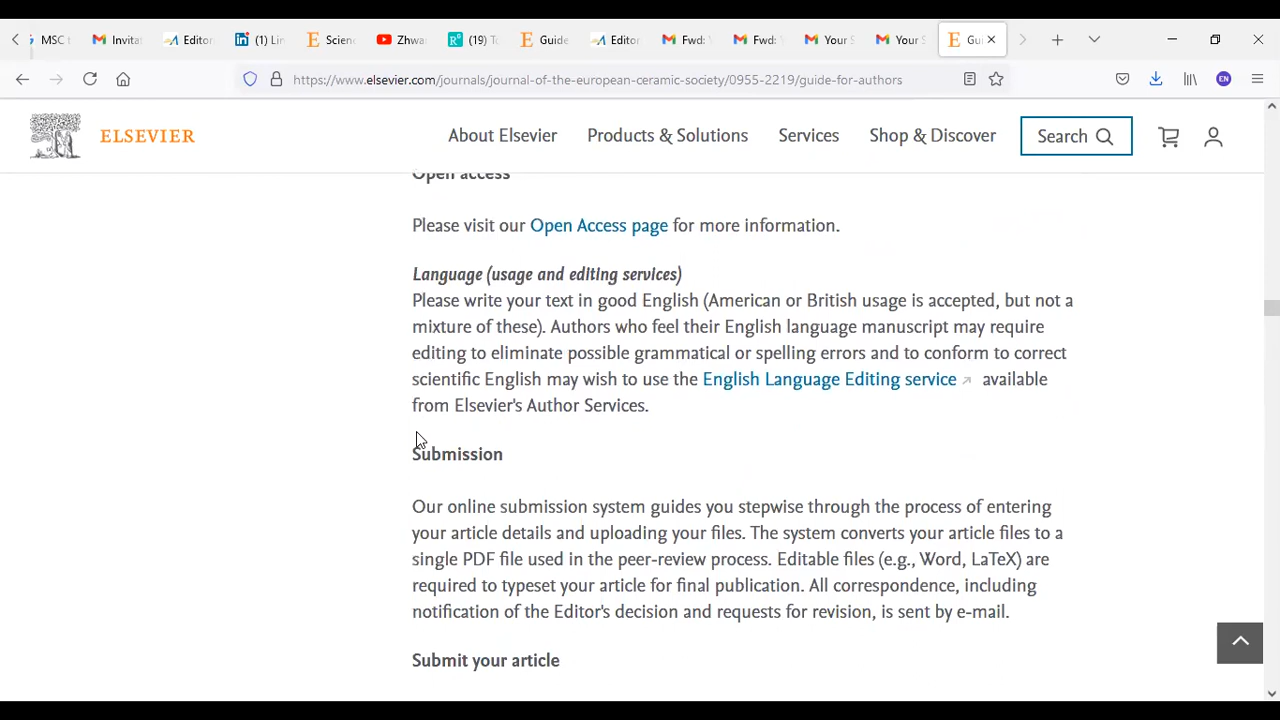 MSC t
Invita
Editor
(1) Lin
Scienc
Zhwa
(19) To
Guide
Editor
Fwd: V
Fwd: V
Your S
Your S
Gui
https://www.elsevier.com/journals/journal-of-the-european-ceramic-society/0955-2219/guide-for-authors
EN
ELSEVIER
About Elsevier
Products & Solutions
Services
Shop & Discover
Search
Open access
Please visit our Open Access page for more information.
Language (usage and editing services)
Please write your text in good English (American or British usage is accepted, but not a
mixture of these). Authors who feel their English language manuscript may require
editing to eliminate possible grammatical or spelling errors and to conform to correct
scientific English may wish to use the English Language Editing service available
from Elsevier's Author Services.
Submission
Our online submission system guides you stepwise through the process of entering
your article details and uploading your files. The system converts your article files to a
single PDF file used in the peer-review process. Editable files (e.g., Word, LaTeX) are
required to typeset your article for final publication. All correspondence, including
notification of the Editor's decision and requests for revision, is sent by e-mail.
Submit your article